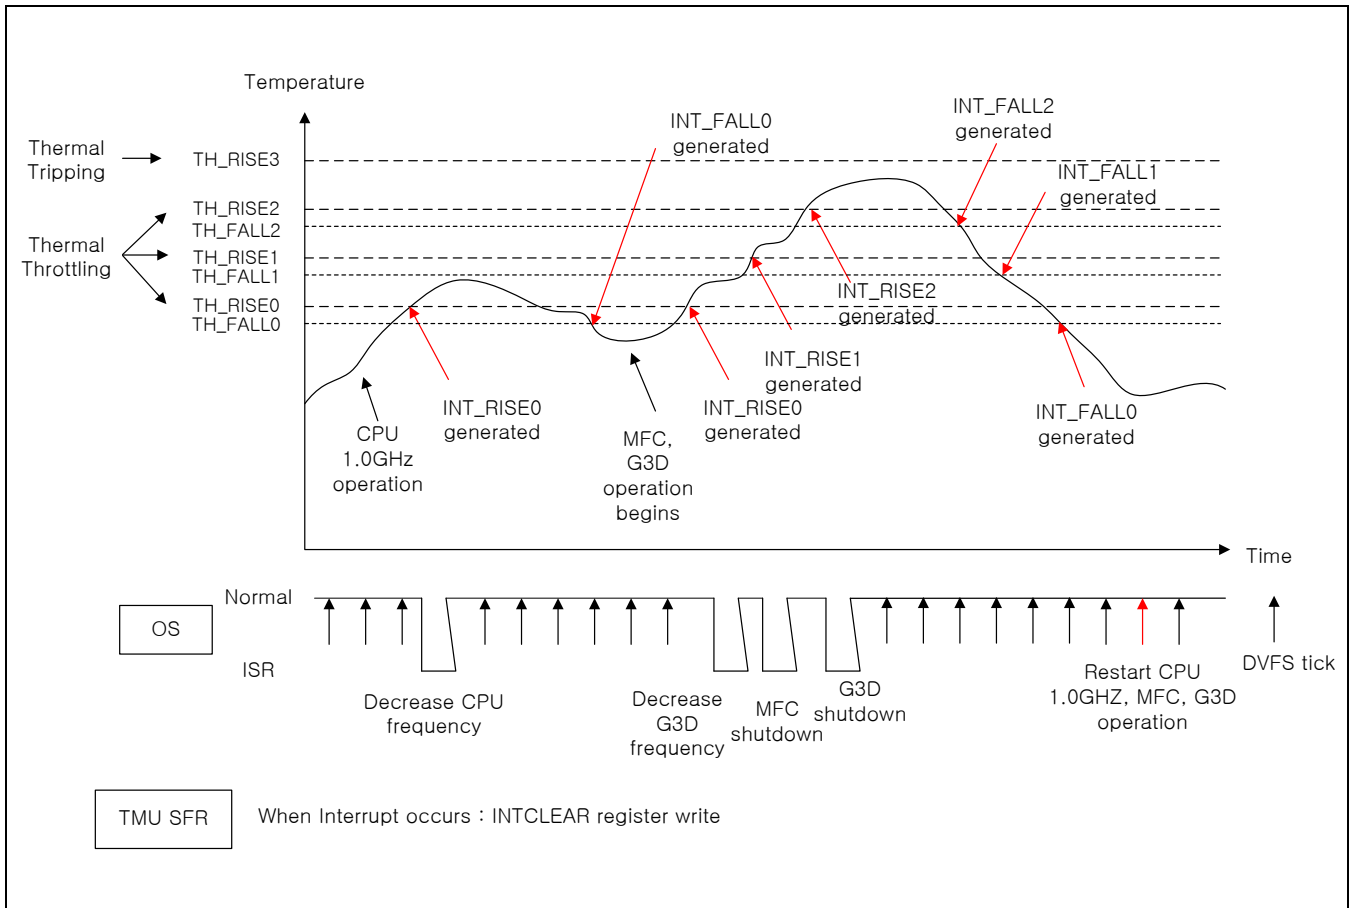 Temperature
INT_FALL2
generated
INT_FALL0
generated
Thermal
Tripping
TH_RISE3
INT_FALL1
generated
TH_RISE2
TH_FALL2
Thermal
Throttling
TH_RISE1
TH_FALL1
INT_RISE2
generated
TH_RISE0
TH_FALL0
INT_RISE1
generated
INT_RISE0
generated
INT_RISE0
generated
INT_FALL0
generated
CPU
1.0GHz
operation
MFC,
G3D
operation
begins
Time
Normal
OS
ISR
DVFS tick
Decrease CPU
frequency
Decrease
G3D
frequency
MFC
shutdown
G3D
shutdown
Restart CPU
1.0GHZ, MFC, G3D
operation
TMU SFR
When Interrupt occurs : INTCLEAR register write